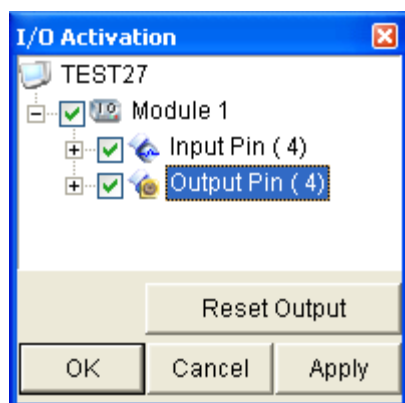 I/O Activation
TEST27
Module 1
Input Pin ( 4)
Output Pin ( 4)
Reset Output
OK Cancel Apply